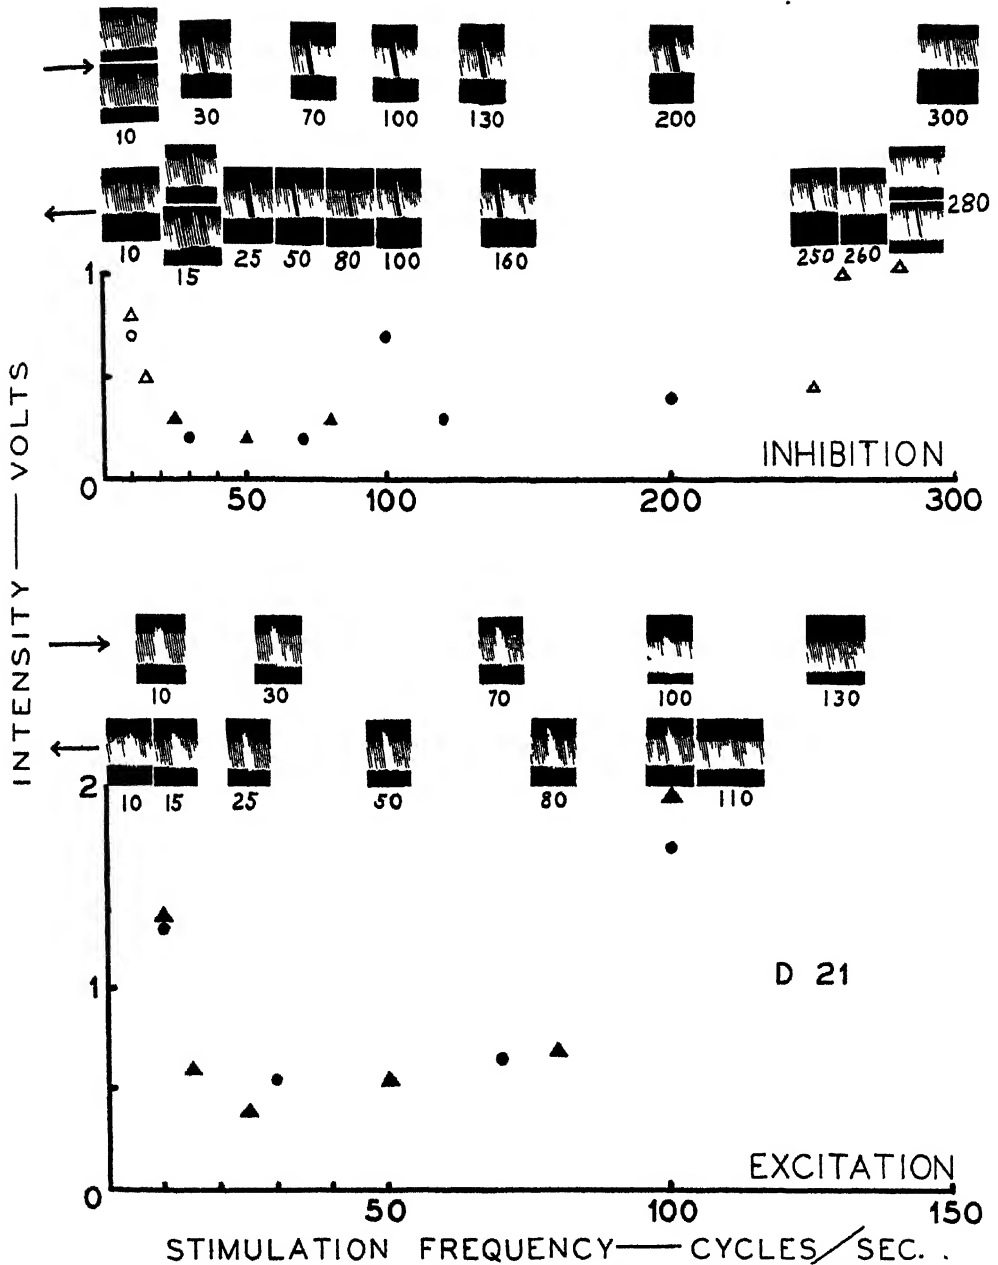 10 30 70 100 130 200 300
10 15 25 50 80 100 160 250 260 280
1
0
50 100 200 300
INHIBITION
INTENSITY — VOLTS
10 30 70 100 130
10 15 25 50 80 100 110
2
1
D 21
EXCITATION
0
50 100 150
STIMULATION FREQUENCY — CYCLES/SEC. .